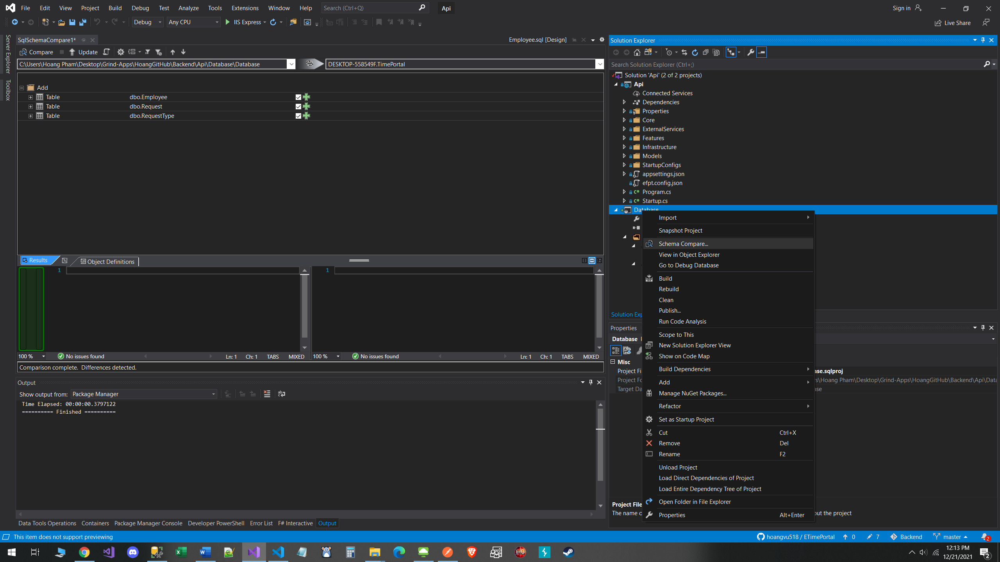 File Edit View Project Build Debug Test Analyze Tools Extensions Window Help Search (Ctrl+Q) Api Sign in
Debug Any CPU IIS Express Live Share
Server Explorer
Toolbox
SqlSchemaCompare1* Employee.sql [Design]
Compare Update
C:\Users\Hoang Pham\Desktop\Grind-Apps\HoangGitHub\Backend\Api\Database\Database DESKTOP-558549F.TimePortal
Add
Table dbo.Employee
Table dbo.Request
Table dbo.RequestType
Results Object Definitions
1 1
100 % No issues found Ln: 1 Ch: 1 TABS MIXED 100 % No issues found Ln: 1 Ch: 1 TABS MIXED
Comparison complete. Differences detected.
Output
Show output from: Package Manager
Time Elapsed: 00:00:00.3797122
========== Finished ==========
Data Tools Operations Containers Package Manager Console Developer PowerShell Error List F# Interactive Output
Solution Explorer
Search Solution Explorer (Ctrl+;)
Solution 'Api' (2 of 2 projects)
Api
Connected Services
Dependencies
Properties
Core
ExternalServices
Features
Infrastructure
Models
StartupConfigs
appsettings.json
efpt.config.json
C# Program.cs
C# Startup.cs
Database
Import
Snapshot Project
Schema Compare...
View in Object Explorer
Go to Debug Database
Build
Rebuild
Clean
Publish...
Run Code Analysis
Scope to This
New Solution Explorer View
Show on Code Map
Build Dependencies
Add
Manage NuGet Packages...
Refactor
Set as Startup Project
Cut Ctrl+X
Remove Del
Rename F2
Unload Project
Load Direct Dependencies of Project
Load Entire Dependency Tree of Project
Open Folder in File Explorer
Properties Alt+Enter
Solution Exp
Properties
Database
Misc
Project Fi ase.sqlproj
Project Fo rs\Hoang Pham\Desktop\Grind-Apps\HoangGitHub\Backend\Api\Data
Target Da ase
Project File
The name o out the project
This item does not support previewing hoangvu518 / ETimePortal 0 7 Backend master 2
12:13 PM
12/21/2021 2